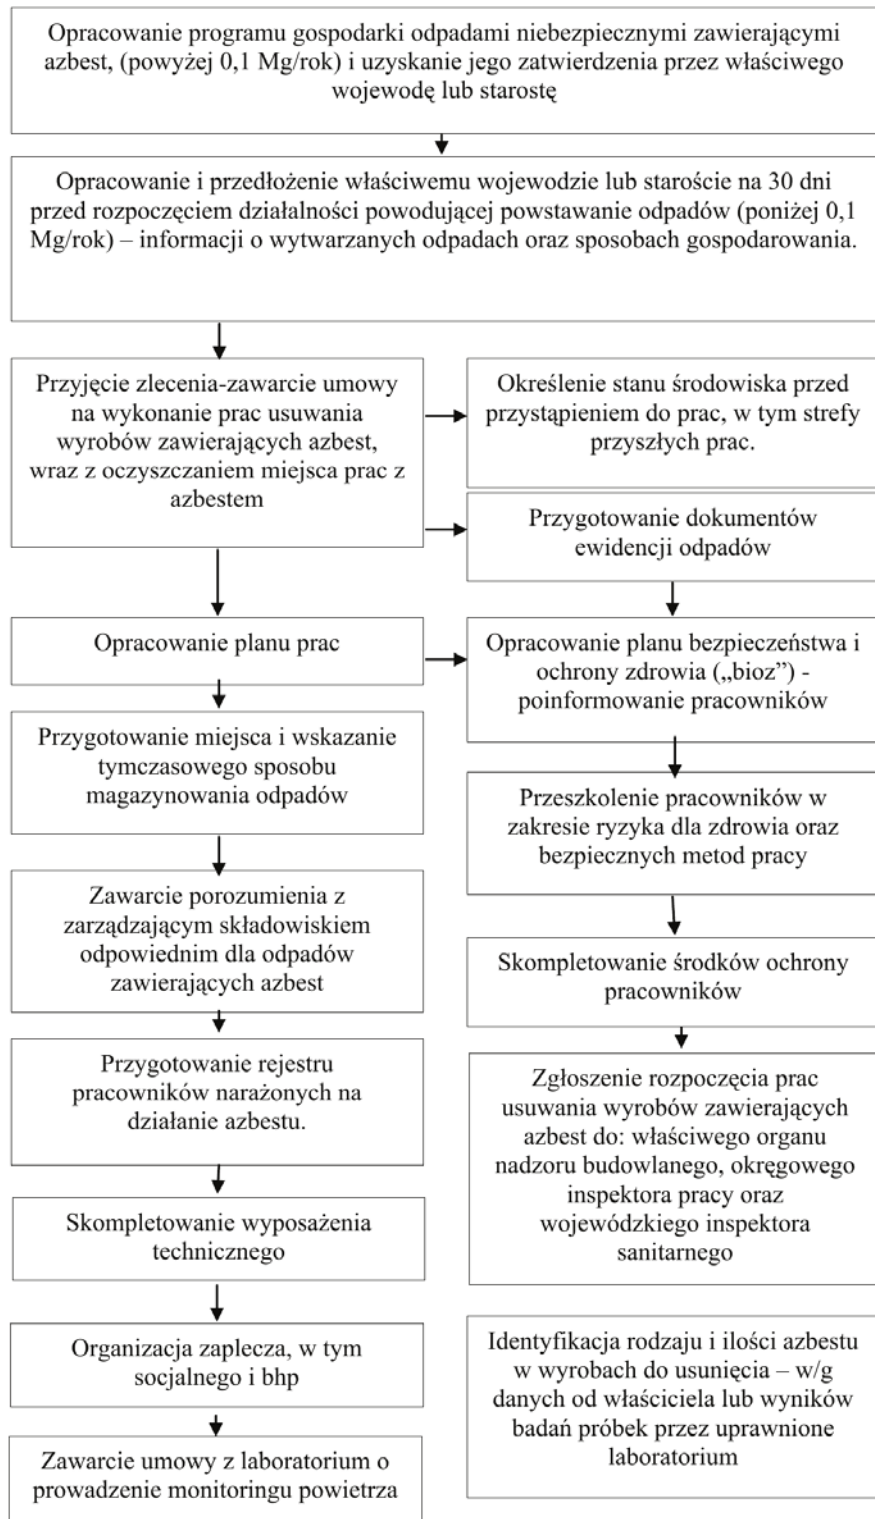 Opracowanie programu gospodarki odpadami niebezpiecznymi zawierającymi
azbest, (powyżej 0,1 Mg/rok) i uzyskanie jego zatwierdzenia przez właściwego
wojewodę lub starostę
Opracowanie i przedłożenie właściwemu wojewodzie lub staroście na 30 dni
przed rozpoczęciem działalności powodującej powstawanie odpadów (poniżej 0,1
Mg/rok) – informacji o wytwarzanych odpadach oraz sposobach gospodarowania.
Przyjęcie zlecenia-zawarcie umowy
na wykonanie prac usuwania
wyrobów zawierających azbest,
wraz z oczyszczaniem miejsca prac z
azbestem
Określenie stanu środowiska przed
przystąpieniem do prac, w tym strefy
przyszłych prac.
Przygotowanie dokumentów
ewidencji odpadów
Opracowanie planu prac
Opracowanie planu bezpieczeństwa i
ochrony zdrowia („bioz”) -
poinformowanie pracowników
Przygotowanie miejsca i wskazanie
tymczasowego sposobu
magazynowania odpadów
Przeszkolenie pracowników w
zakresie ryzyka dla zdrowia oraz
bezpiecznych metod pracy
Zawarcie porozumienia z
zarządzającym składowiskiem
odpowiednim dla odpadów
zawierających azbest
Skompletowanie środków ochrony
pracowników
Przygotowanie rejestru
pracowników narażonych na
działanie azbestu.
Zgłoszenie rozpoczęcia prac
usuwania wyrobów zawierających
azbest do: właściwego organu
nadzoru budowlanego, okręgowego
inspektora pracy oraz
wojewódzkiego inspektora
sanitarnego
Skompletowanie wyposażenia
technicznego
Organizacja zaplecza, w tym
socjalnego i bhp
Identyfikacja rodzaju i ilości azbestu
w wyrobach do usunięcia – w/g
danych od właściciela lub wyników
badań próbek przez uprawnione
laboratorium
Zawarcie umowy z laboratorium o
prowadzenie monitoringu powietrza